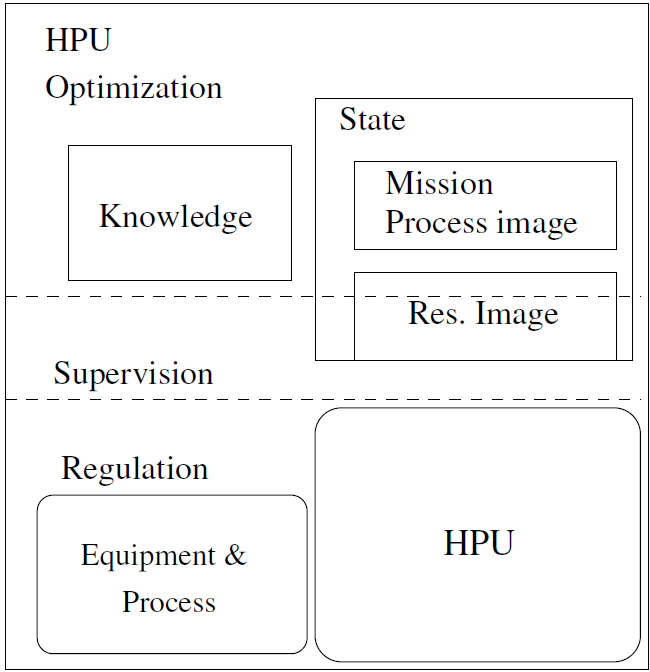 HPU
Optimization
State
Knowledge
Mission
Process image
Res. Image
Supervision
Regulation
Equipment &
Process
HPU